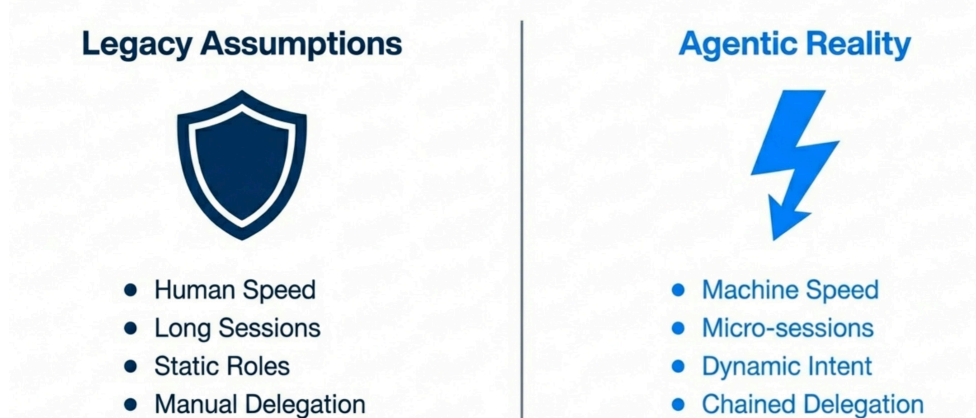 Legacy Assumptions
• Human Speed
• Long Sessions
• Static Roles
• Manual Delegation
Agentic Reality
• Machine Speed
• Micro-sessions
• Dynamic Intent
• Chained Delegation